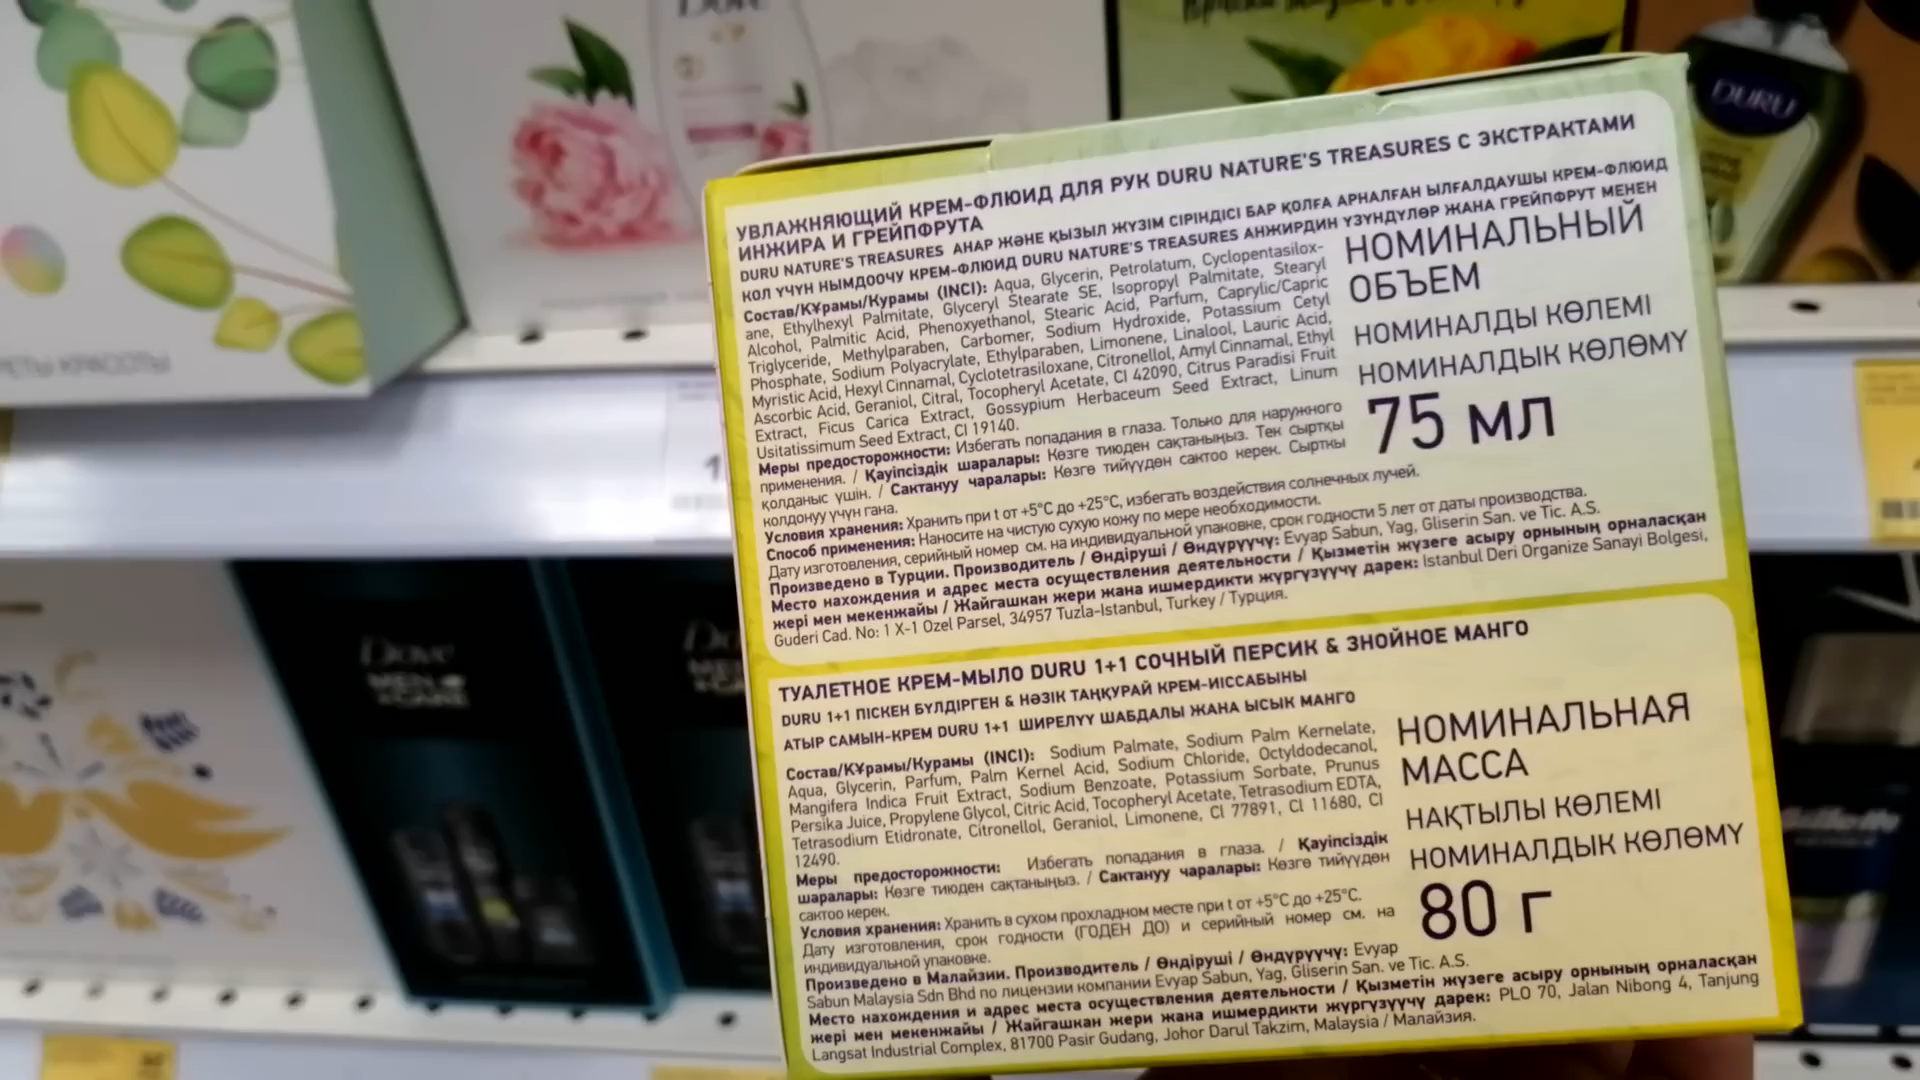 Dove
DURU
УВЛАЖНЯЮЩИЙ КРЕМ-ФЛЮИД ДЛЯ РУК DURU NATURE'S TREASURES С ЭКСТРАКТАМИ
ИНЖИРА И ГРЕЙПФРУТА
DURU NATURE'S TREASURES АНАР ЖӘНЕ ҚЫЗЫЛ ЖҮЗІМ СІРІНДІСІ БАР ҚОЛҒА АРНАЛҒАН ЫЛҒАЛДАУШЫ КРЕМ-ФЛЮИД
КОЛ ҮЧҮН НЫМДООЧУ КРЕМ-ФЛЮИД DURU NATURE'S TREASURES АНЖИРДИН ҮЗҮНДҮЛӨР ЖАНА ГРЕЙПФРУТ МЕНЕН
Состав/Құрамы/Курамы (INCI): Aqua, Glycerin, Petrolatum, Cyclopentasilox-
ane, Ethylhexyl Palmitate, Glyceryl Stearate SE, Isopropyl Palmitate, Stearyl
Alcohol, Palmitic Acid, Phenoxyethanol, Stearic Acid, Parfum, Caprylic/Capric
Triglyceride, Methylparaben, Carbomer, Sodium Hydroxide, Potassium Cetyl
Phosphate, Sodium Polyacrylate, Ethylparaben, Limonene, Linalool, Lauric Acid,
Myristic Acid, Hexyl Cinnamal, Cyclotetrasiloxane, Citronellol, Amyl Cinnamal, Ethyl
Ascorbic Acid, Geraniol, Citral, Tocopheryl Acetate, CI 42090, Citrus Paradisi Fruit
Extract, Ficus Carica Extract, Gossypium Herbaceum Seed Extract, Linum
Usitatissimum Seed Extract, CI 19140.
НОМИНАЛЬНЫЙ
ОБЪЕМ
НОМИНАЛДЫ КӨЛЕМІ
НОМИНАЛДЫК КӨЛӨМҮ
75 мл
Меры предосторожности: Избегать попадания в глаза. Только для наружного
применения. / Қауіпсіздік шаралары: Көзге тиюден сақтаныңыз. Тек сыртқы
қолданыс үшін. / Сактануу чаралары: Көзгө тийүүдөн сактоо керек. Сырткы
колдонуу үчүн гана.
Условия хранения: Хранить при t от +5°C до +25°C, избегать воздействия солнечных лучей.
Способ применения: Наносите на чистую сухую кожу по мере необходимости.
Дату изготовления, серийный номер см. на индивидуальной упаковке, срок годности 5 лет от даты производства.
Произведено в Турции. Производитель / Өндіруші / Өндүрүүчү: Evyap Sabun, Yag, Gliserin San. ve Tic. A.S.
Место нахождения и адрес места осуществления деятельности / Қызметін жүзеге асыру орнының орналасқан
жері мен мекенжайы / Жайгашкан жери жана ишмердикти жүргүзүүчү дарек: Istanbul Deri Organize Sanayi Bolgesi,
Guderi Cad. No: 1 X-1 Ozel Parsel, 34957 Tuzla-Istanbul, Turkey / Турция.
ТУАЛЕТНОЕ КРЕМ-МЫЛО DURU 1+1 СОЧНЫЙ ПЕРСИК & ЗНОЙНОЕ МАНГО
DURU 1+1 ПІСКЕН БҮЛДІРГЕН & НӘЗІК ТАҢҚУРАЙ КРЕМ-ИІССАБЫНЫ
АТЫР САМЫН-КРЕМ DURU 1+1 ШИРЕЛҮҮ ШАБДАЛЫ ЖАНА ЫСЫК МАНГО
Состав/Құрамы/Курамы (INCI): Sodium Palmate, Sodium Palm Kernelate,
Aqua, Glycerin, Parfum, Palm Kernel Acid, Sodium Chloride, Octyldodecanol,
Mangifera Indica Fruit Extract, Sodium Benzoate, Potassium Sorbate, Prunus
Persika Juice, Propylene Glycol, Citric Acid, Tocopheryl Acetate, Tetrasodium EDTA,
Tetrasodium Etidronate, Citronellol, Geraniol, Limonene, CI 77891, CI 11680, CI
12490.
НОМИНАЛЬНАЯ
МАССА
НАҚТЫЛЫ КӨЛЕМІ
НОМИНАЛДЫК КӨЛӨМҮ
80 г
Меры предосторожности: Избегать попадания в глаза. / Қауіпсіздік
шаралары: Көзге тиюден сақтаныңыз. / Сактануу чаралары: Көзгө тийүүдөн
сактоо керек.
Условия хранения: Хранить в сухом прохладном месте при t от +5°C до +25°C.
Дату изготовления, срок годности (ГОДЕН ДО) и серийный номер см. на
индивидуальной упаковке.
Произведено в Малайзии. Производитель / Өндіруші / Өндүрүүчү: Evyap
Sabun Malaysia Sdn Bhd по лицензии компании Evyap Sabun, Yag, Gliserin San. ve Tic. A.S.
Место нахождения и адрес места осуществления деятельности / Қызметін жүзеге асыру орнының орналасқан
жері мен мекенжайы / Жайгашкан жери жана ишмердикти жүргүзүүчү дарек: PLO 70, Jalan Nibong 4, Tanjung
Langsat Industrial Complex, 81700 Pasir Gudang, Johor Darul Takzim, Malaysia / Малайзия.
КРАСОТЫ
Dove
MEN
+CARE
Gillette